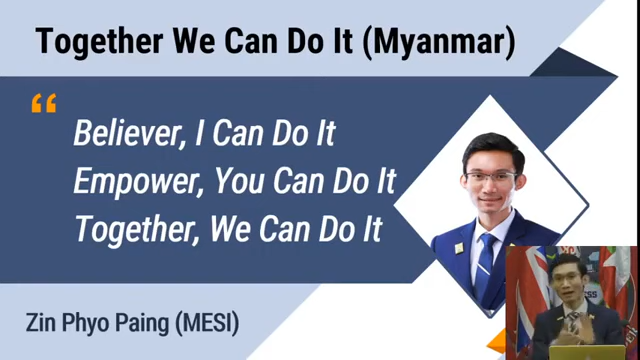 Together We Can Do It (Myanmar)
“
Believer, I Can Do It
Empower, You Can Do It
Together, We Can Do It
Zin Phyo Paing (MESI)